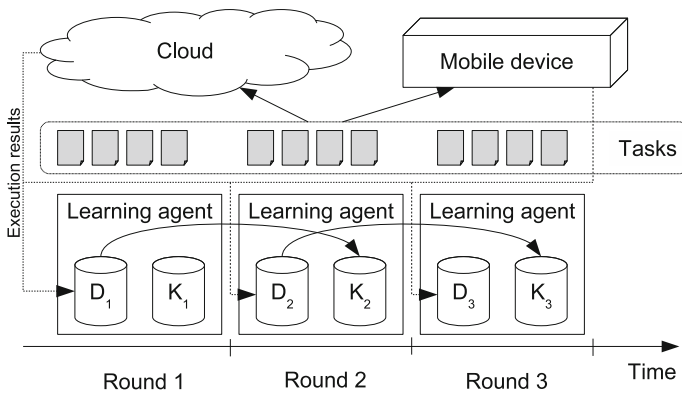 Cloud
Mobile device
Execution results
Tasks
Learning agent
Learning agent
Learning agent
D1
K1
D2
K2
D3
K3
Round 1
Round 2
Round 3
Time